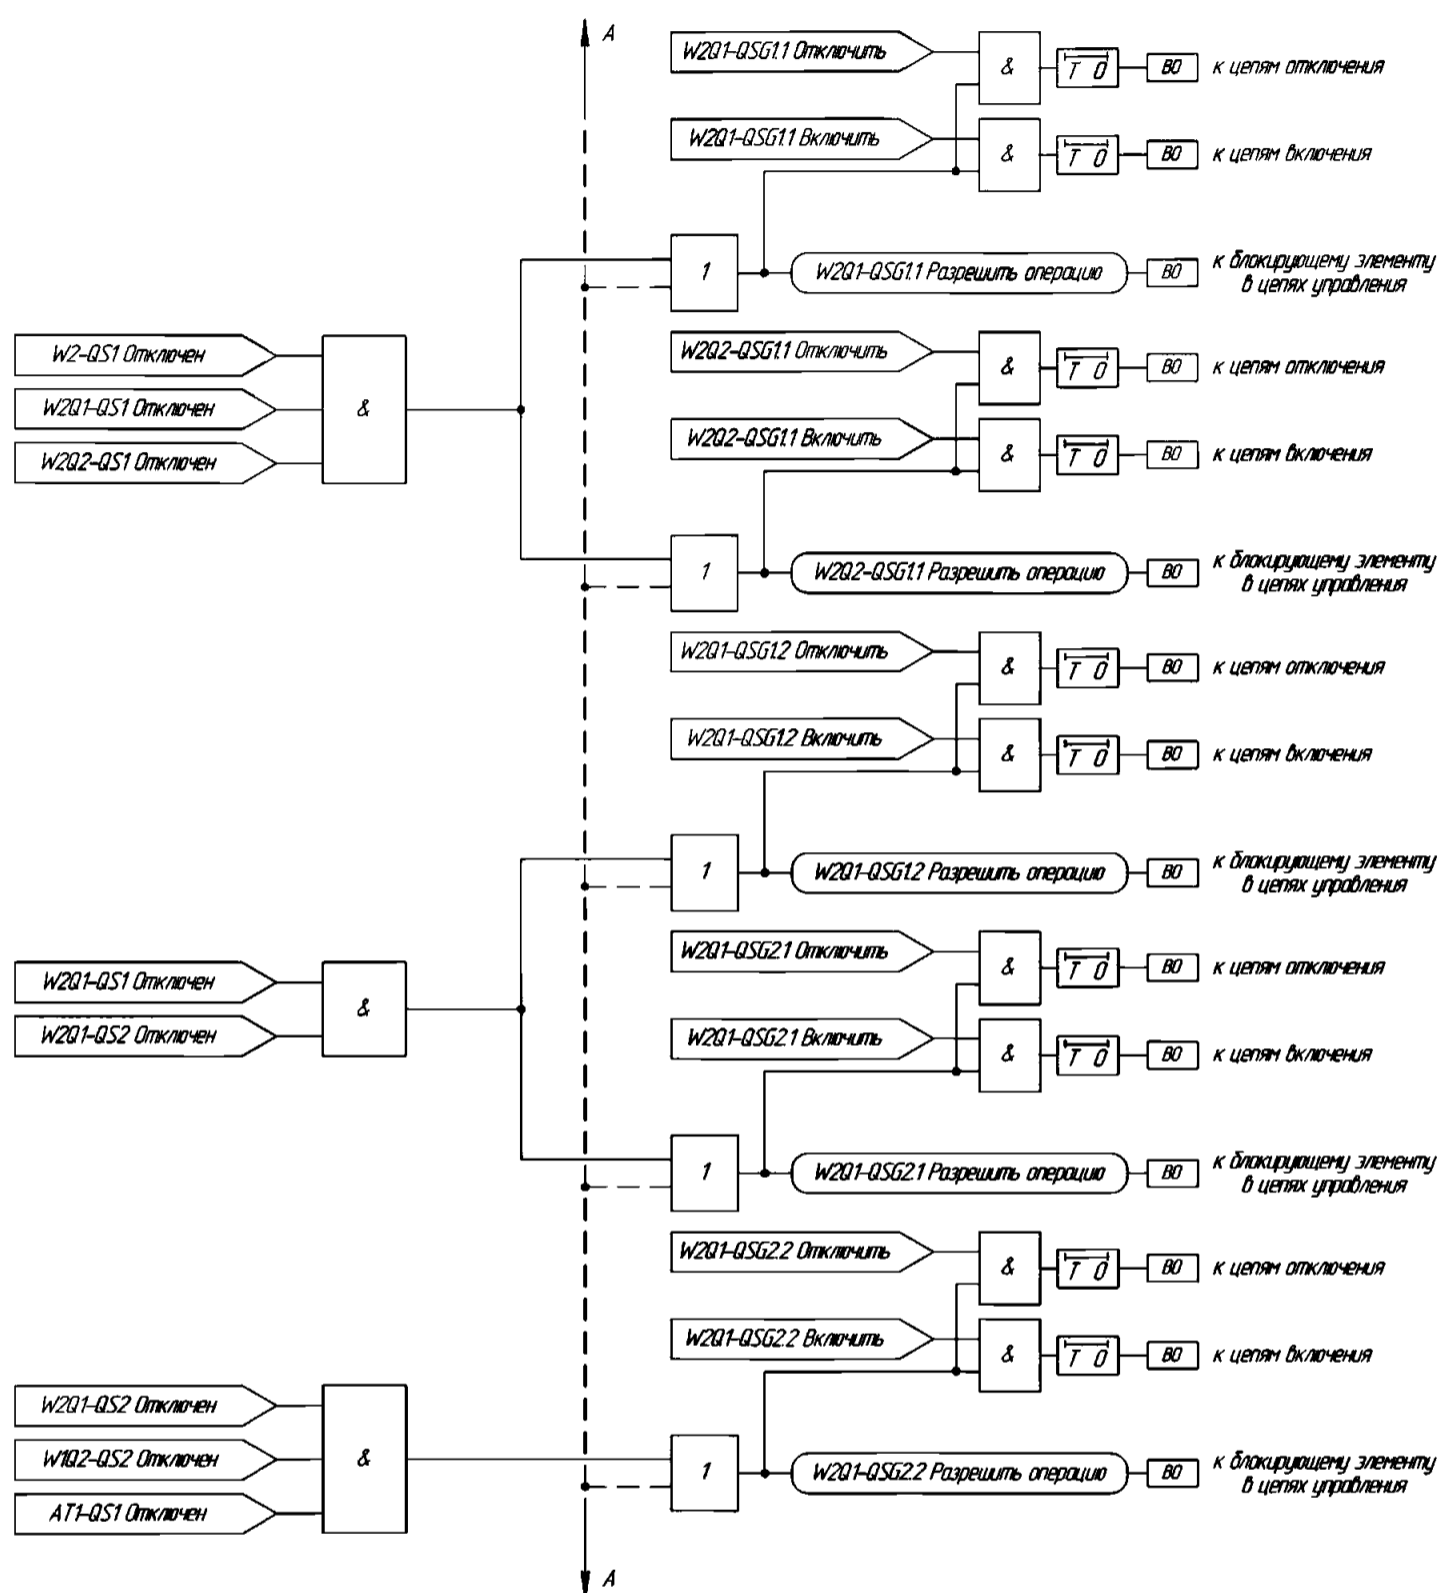 A
W2Q1-QSG1.1 Отключить
&
T 0
ВО
к цепям отключения
W2Q1-QSG1.1 Включить
&
T 0
ВО
к цепям включения
1
W2Q1-QSG1.1 Разрешить операцию
ВО
к блокирующему элементу
в цепях управления
W2-QS1 Отключен
W2Q1-QS1 Отключен
W2Q2-QS1 Отключен
&
W2Q2-QSG1.1 Отключить
&
T 0
ВО
к цепям отключения
W2Q2-QSG1.1 Включить
&
T 0
ВО
к цепям включения
1
W2Q2-QSG1.1 Разрешить операцию
ВО
к блокирующему элементу
в цепях управления
W2Q1-QSG1.2 Отключить
&
T 0
ВО
к цепям отключения
W2Q1-QSG1.2 Включить
&
T 0
ВО
к цепям включения
1
W2Q1-QSG1.2 Разрешить операцию
ВО
к блокирующему элементу
в цепях управления
W2Q1-QS1 Отключен
W2Q1-QS2 Отключен
&
W2Q1-QSG2.1 Отключить
&
T 0
ВО
к цепям отключения
W2Q1-QSG2.1 Включить
&
T 0
ВО
к цепям включения
1
W2Q1-QSG2.1 Разрешить операцию
ВО
к блокирующему элементу
в цепях управления
W2Q1-QSG2.2 Отключить
&
T 0
ВО
к цепям отключения
W2Q1-QSG2.2 Включить
&
T 0
ВО
к цепям включения
W2Q1-QS2 Отключен
W1Q2-QS2 Отключен
AT1-QS1 Отключен
&
1
W2Q1-QSG2.2 Разрешить операцию
ВО
к блокирующему элементу
в цепях управления
A